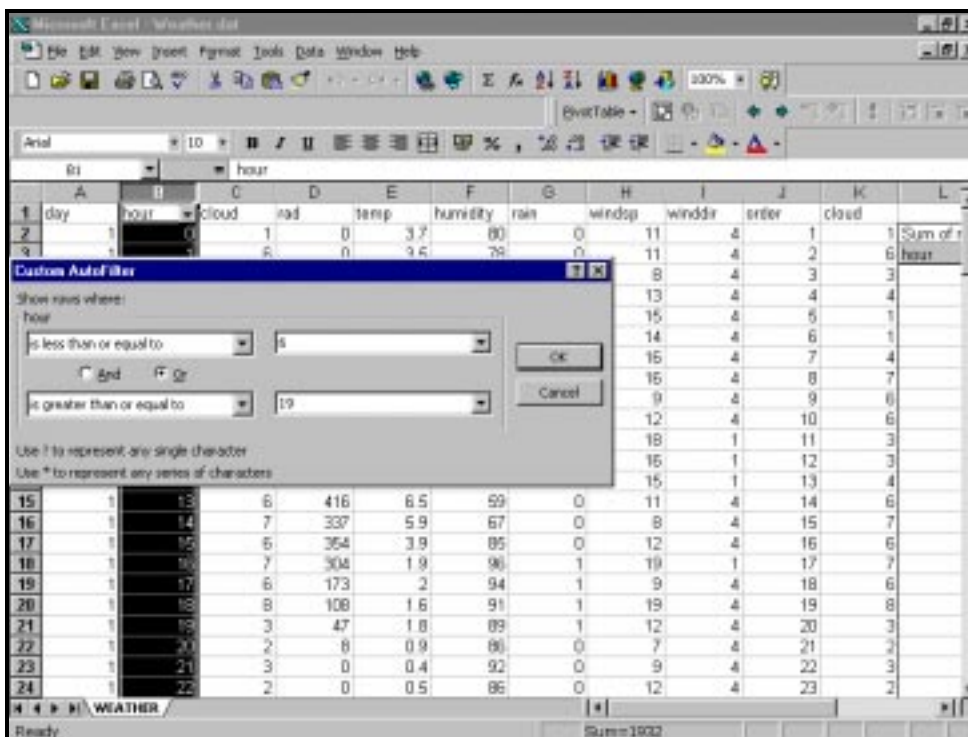 Microsoft Excel - Weather.dat
File Edit View Insert Format Tools Data Window Help
100%
PivotTable
Arial 10 B I U %
B1 = hour
A B C D E F G H I J K L
1 day hour cloud rad temp humidity rain windsp winddir order cloud
2 1 0 1 0 3.7 80 0 11 4 1 1 Sum of
3 1 6 0 3.6 78 0 11 4 2 6 hour
8 4 3 3
13 4 4 4
15 4 5 1
14 4 6 1
16 4 7 4
16 4 8 7
9 4 9 6
12 4 10 6
18 1 11 3
16 1 12 3
15 1 13 4
Custom AutoFilter
Show rows where:
hour
is less than or equal to 6
And Or
is greater than or equal to 19
OK
Cancel
Use ? to represent any single character
Use * to represent any series of characters
15 1 13 6 416 6.5 59 0 11 4 14 6
16 1 14 7 337 5.9 67 0 8 4 15 7
17 1 15 6 354 3.9 85 0 12 4 16 6
18 1 16 7 304 1.9 96 1 19 1 17 7
19 1 17 6 173 2 94 1 9 4 18 6
20 1 18 8 108 1.6 91 1 19 4 19 8
21 1 19 3 47 1.8 89 1 12 4 20 3
22 1 20 2 8 0.9 86 0 7 4 21 2
23 1 21 3 0 0.4 92 0 9 4 22 3
24 1 22 2 0 0.5 86 0 12 4 23 2
WEATHER
Ready Sum=1932